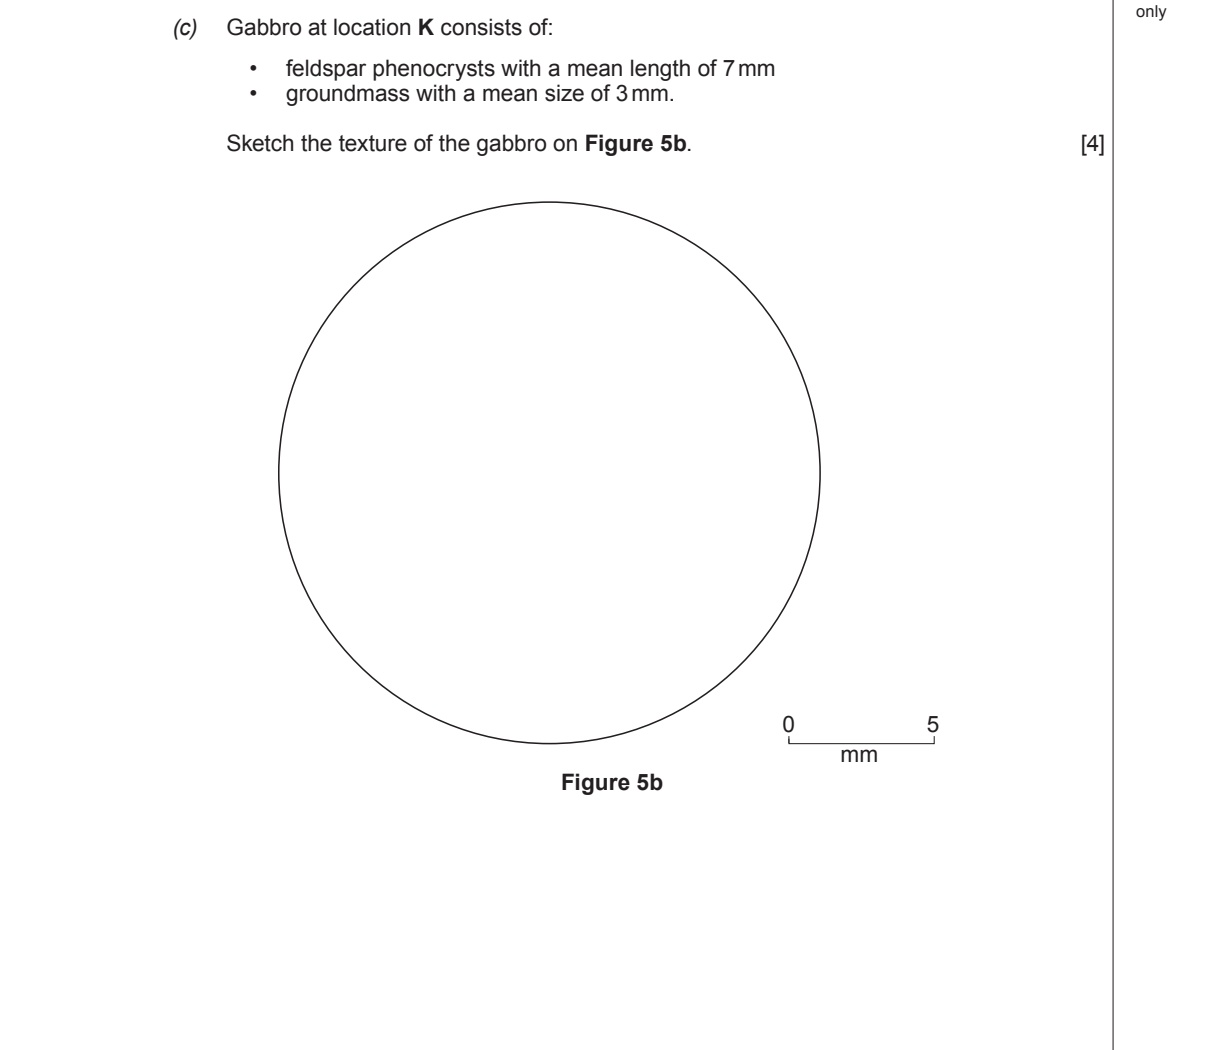 only
(c) Gabbro at location K consists of:
• feldspar phenocrysts with a mean length of 7 mm
• groundmass with a mean size of 3 mm.
Sketch the texture of the gabbro on Figure 5b. [4]
0 5
mm
Figure 5b